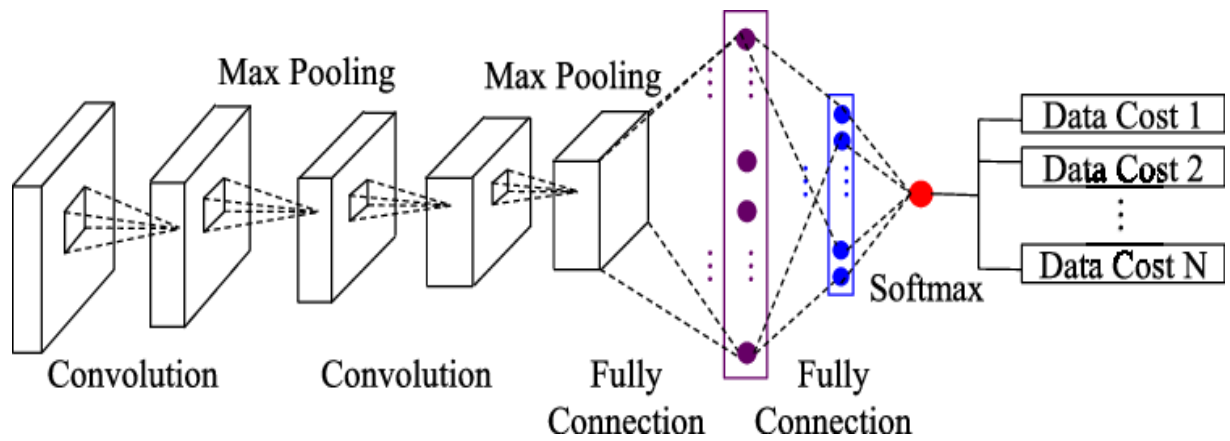 Max Pooling
Max Pooling
Convolution
Convolution
Fully
Connection
Fully
Connection
Softmax
Data Cost 1
Data Cost 2
Data Cost N